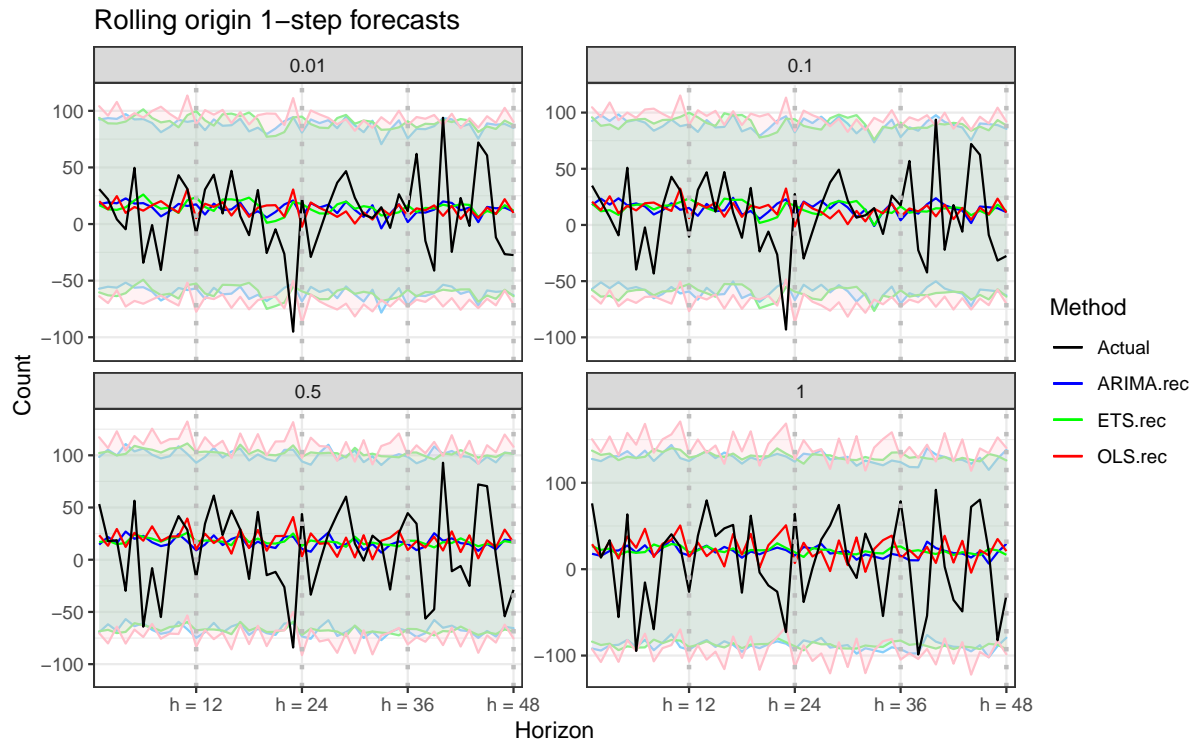 Rolling origin 1−step forecasts
0.01
0.1
100
50
0
−50
−100
100
50
0
−50
−100
Count
0.5
1
100
50
0
−50
−100
100
0
−100
h = 12
h = 24
h = 36
h = 48
h = 12
h = 24
h = 36
h = 48
Horizon
Method
Actual
ARIMA.rec
ETS.rec
OLS.rec